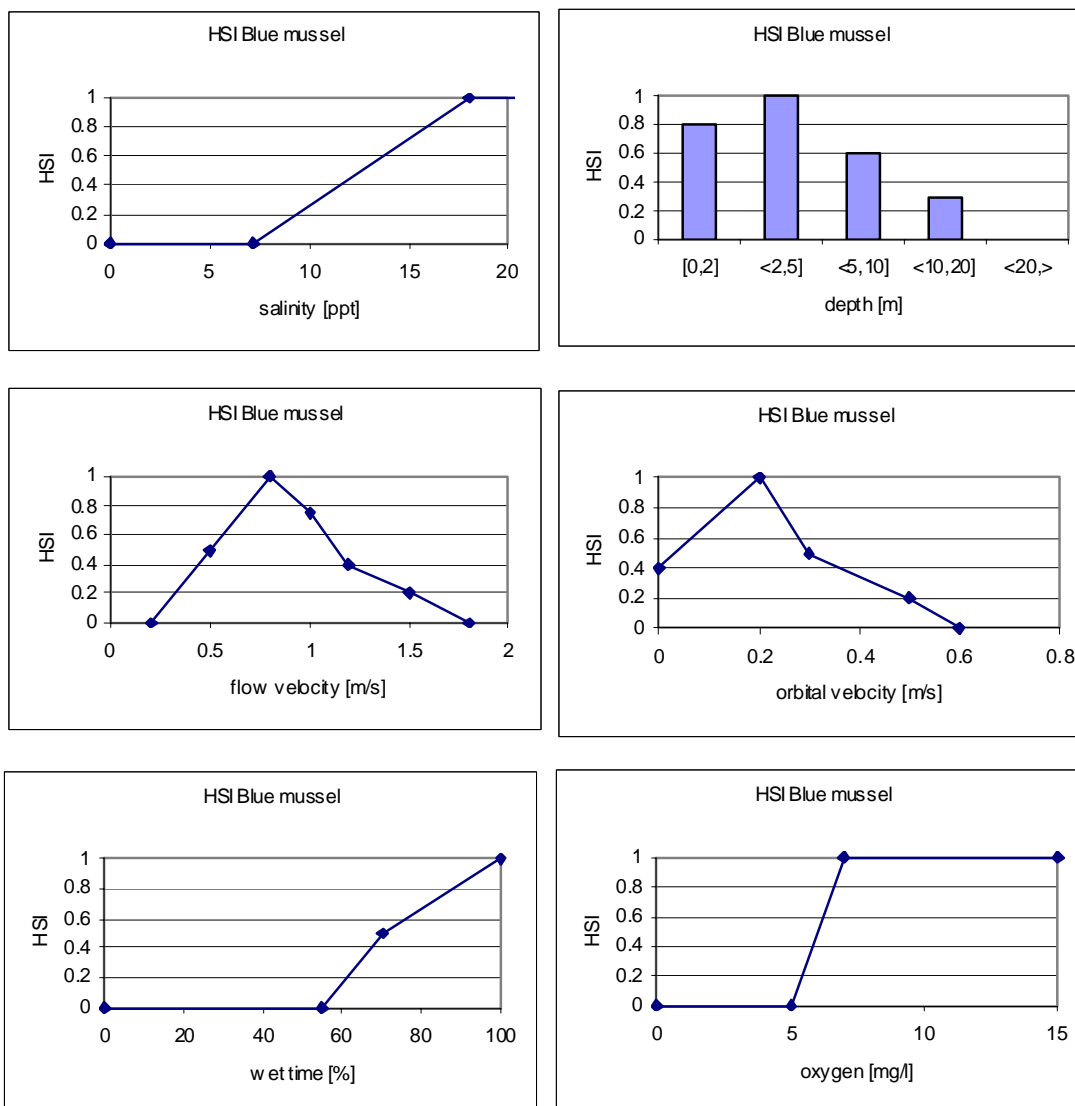 HSI Blue mussel
1
0.8
0.6
0.4
0.2
0
HSI
0 5 10 15 20
salinity [ppt]
HSI Blue mussel
1
0.8
0.6
0.4
0.2
0
HSI
[0,2] <2,5] <5,10] <10,20] <20,>
depth [m]
HSI Blue mussel
1
0.8
0.6
0.4
0.2
0
HSI
0 0.5 1 1.5 2
flow velocity [m/s]
HSI Blue mussel
1
0.8
0.6
0.4
0.2
0
HSI
0 0.2 0.4 0.6 0.8
orbital velocity [m/s]
HSI Blue mussel
1
0.8
0.6
0.4
0.2
0
HSI
0 20 40 60 80 100
wet time [%]
HSI Blue mussel
1
0.8
0.6
0.4
0.2
0
HSI
0 5 10 15
oxygen [mg/l]